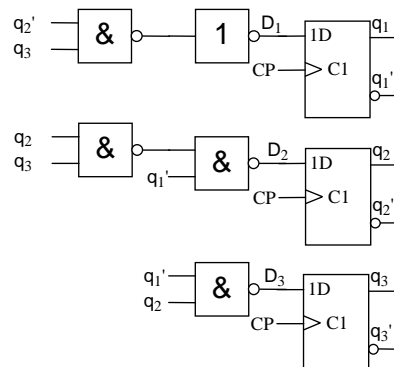 q2' & 1 D1 1D q1
q3 CP C1 q1'
q2 & & D2 1D q2
q3 q1' CP C1 q2'
q1' & D3 1D q3
q2 CP C1 q3'